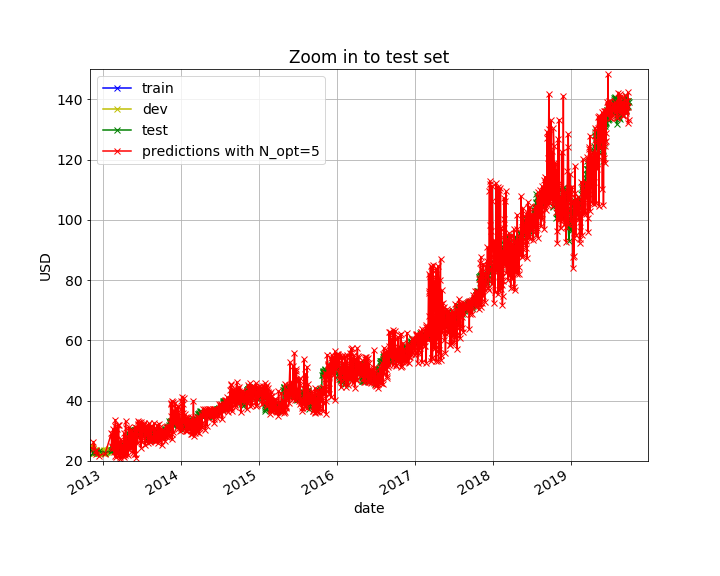 Zoom in to test set
train
dev
test
predictions with N_opt=5
USD
140
120
100
80
60
40
20
2013
2014
2015
2016
2017
2018
2019
date